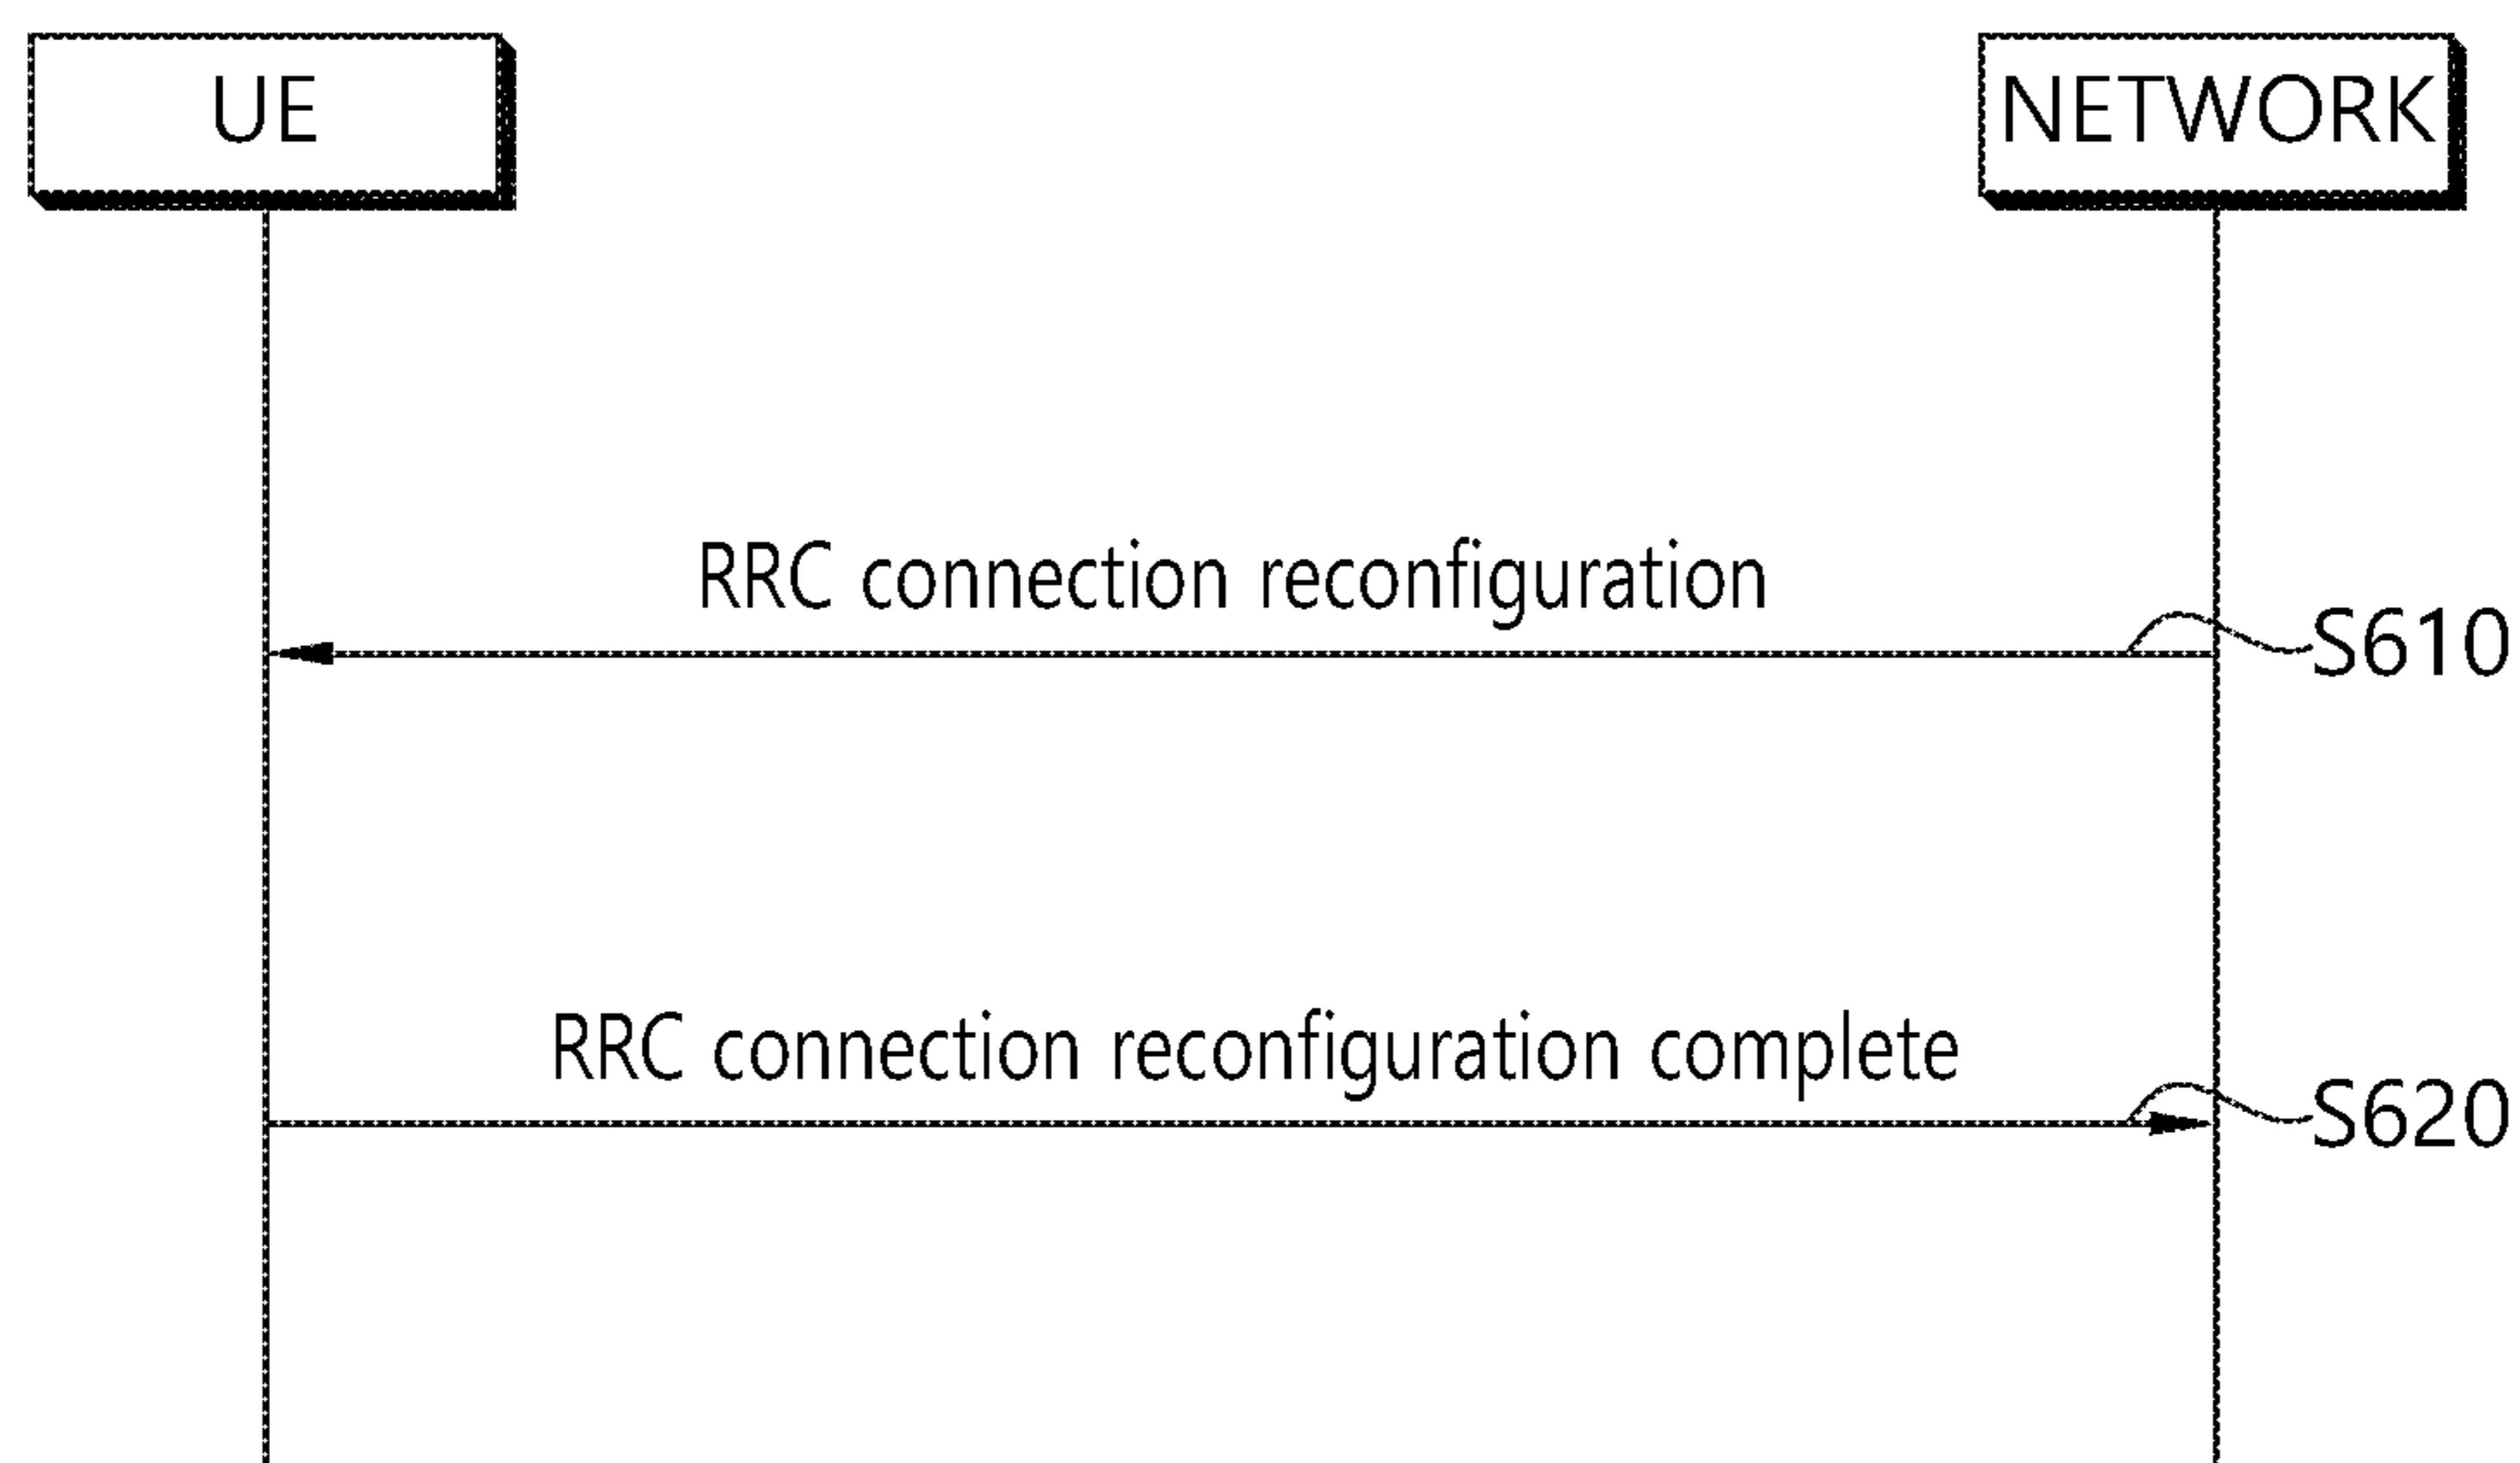 UE
NETWORK
RRC connection reconfiguration
S610
RRC connection reconfiguration complete
S620